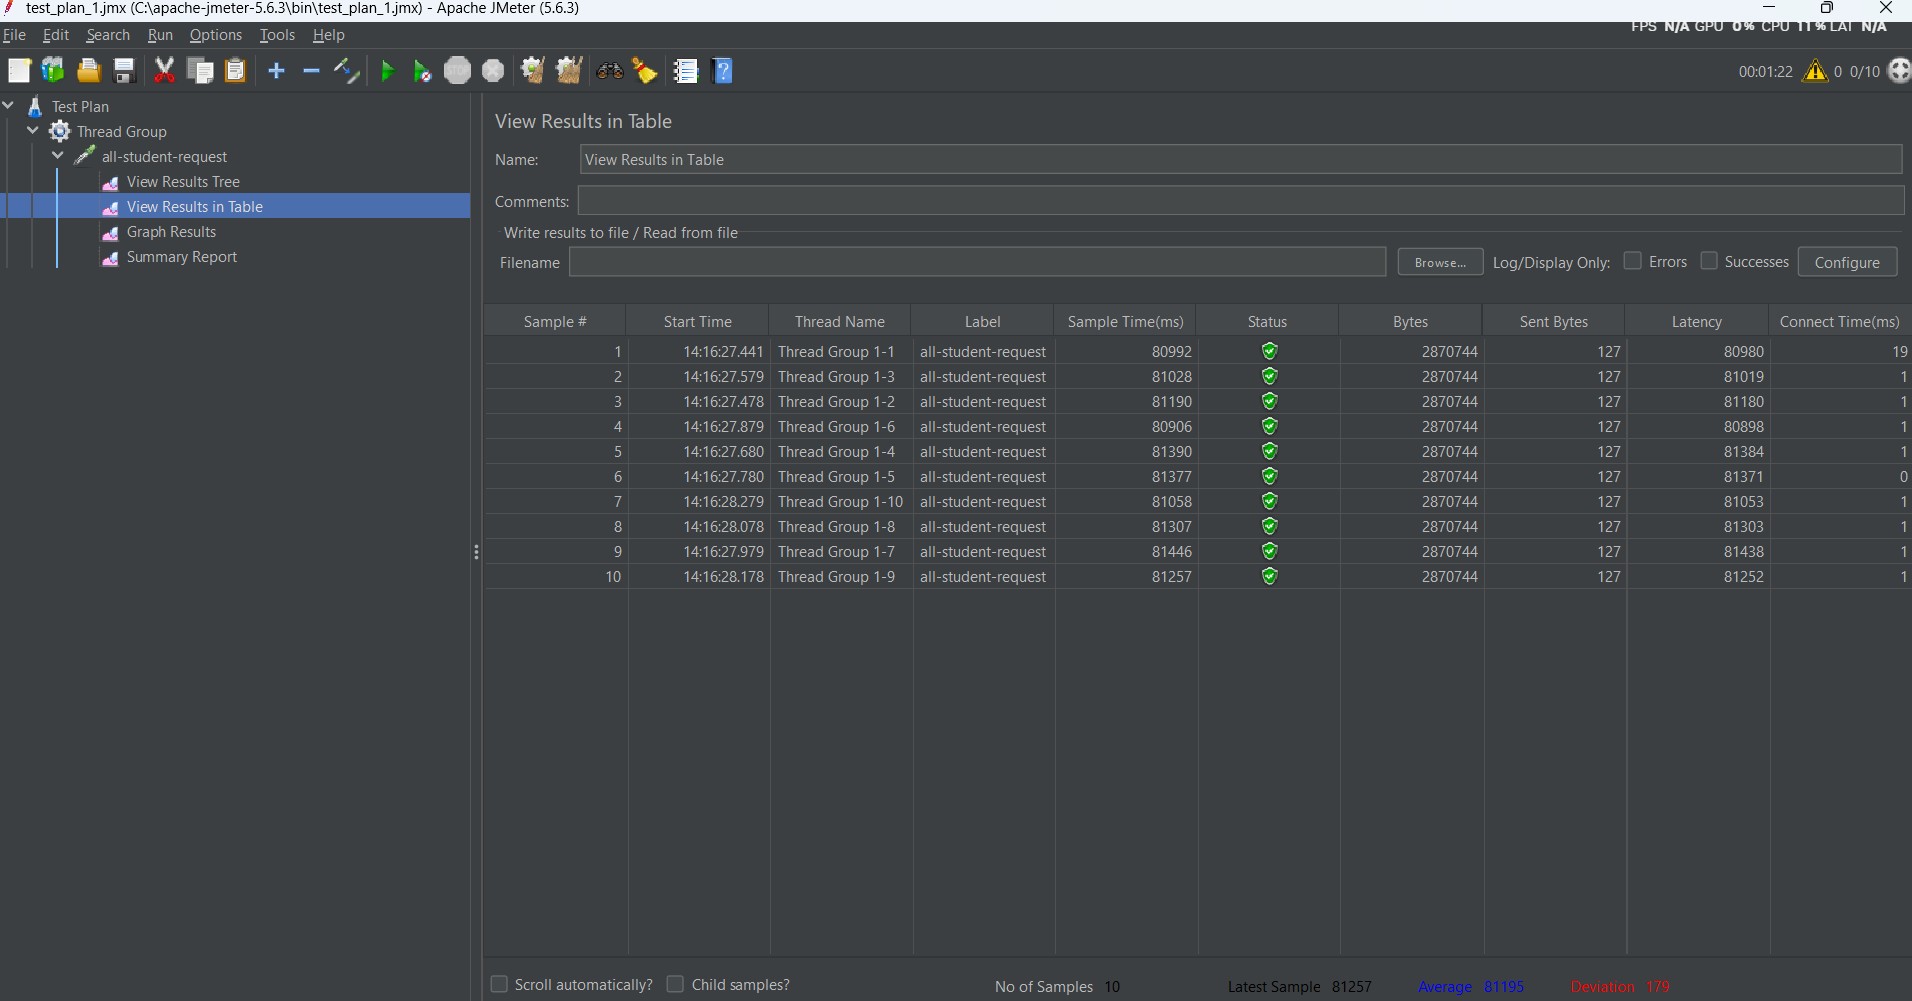 test_plan_1.jmx (C:\apache-jmeter-5.6.3\bin\test_plan_1.jmx) - Apache JMeter (5.6.3)
File Edit Search Run Options Tools Help
FPS N/A GPU 0% CPU 11% LAT N/A
STOP
00:01:22 0 0/10
Test Plan
Thread Group
all-student-request
View Results Tree
View Results in Table
Graph Results
Summary Report
View Results in Table
Name: View Results in Table
Comments:
Write results to file / Read from file
Filename Browse... Log/Display Only: Errors Successes Configure
Sample # Start Time Thread Name Label Sample Time(ms) Status Bytes Sent Bytes Latency Connect Time(ms)
1 14:16:27.441 Thread Group 1-1 all-student-request 80992 2870744 127 80980 19
2 14:16:27.579 Thread Group 1-3 all-student-request 81028 2870744 127 81019 1
3 14:16:27.478 Thread Group 1-2 all-student-request 81190 2870744 127 81180 1
4 14:16:27.879 Thread Group 1-6 all-student-request 80906 2870744 127 80898 1
5 14:16:27.680 Thread Group 1-4 all-student-request 81390 2870744 127 81384 1
6 14:16:27.780 Thread Group 1-5 all-student-request 81377 2870744 127 81371 0
7 14:16:28.279 Thread Group 1-10 all-student-request 81058 2870744 127 81053 1
8 14:16:28.078 Thread Group 1-8 all-student-request 81307 2870744 127 81303 1
9 14:16:27.979 Thread Group 1-7 all-student-request 81446 2870744 127 81438 1
10 14:16:28.178 Thread Group 1-9 all-student-request 81257 2870744 127 81252 1
Scroll automatically? Child samples? No of Samples 10 Latest Sample 81257 Average 81195 Deviation 179